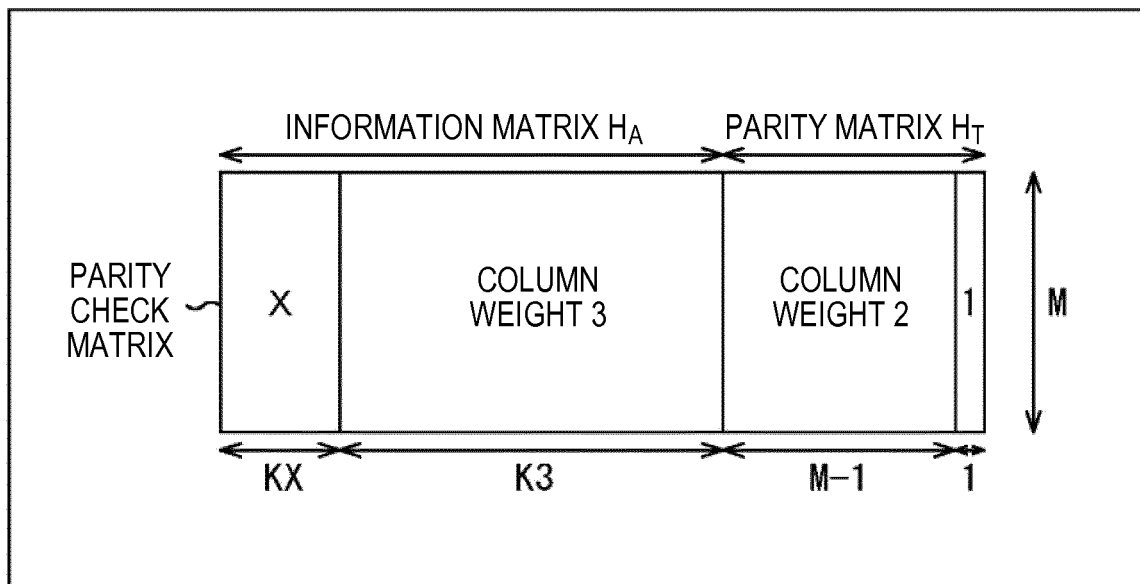 INFORMATION MATRIX HA PARITY MATRIX HT
PARITY
CHECK
MATRIX
X
COLUMN
WEIGHT 3
COLUMN
WEIGHT 2
1
M
KX K3 M-1 1